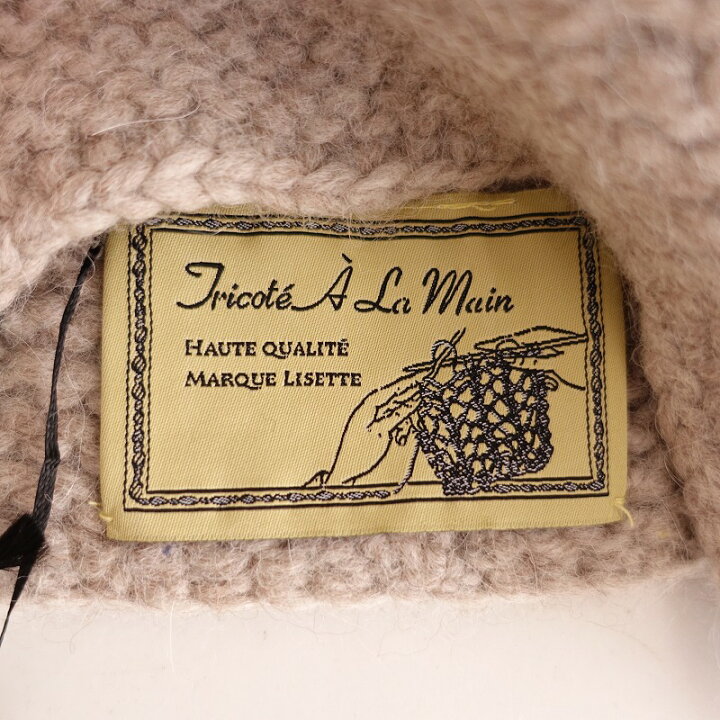 Tricoté À La Main
HAUTE QUALITÉ
MARQUE LISETTE